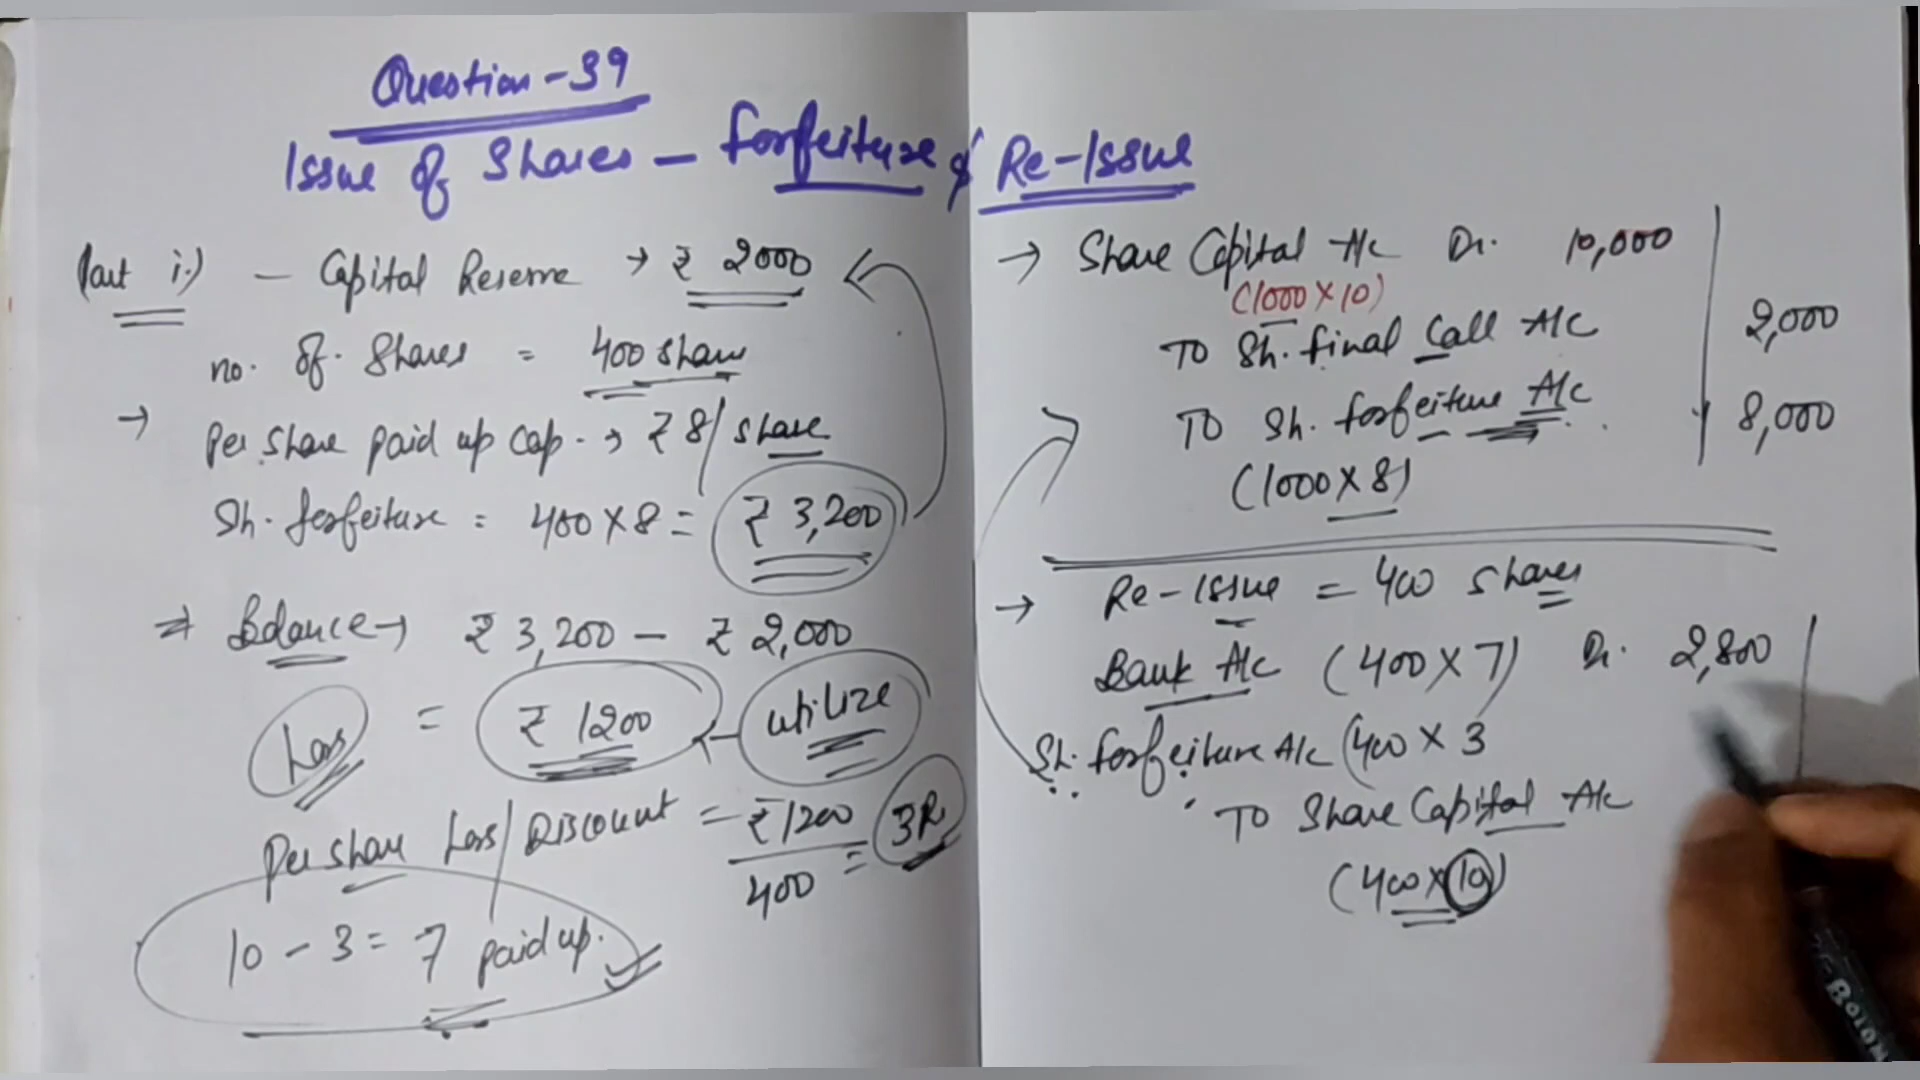 Question-39
Issue of Shares - Forfeiture & Re-Issue
Part i.) - Capital Reserve → ₹ 2000
no. of. Shares = 400 share
→ Per share paid up cap. → ₹ 8/share
Sh. forfeiture = 400 × 8 = ₹ 3,200
⇒ Balance → ₹ 3,200 - ₹ 2,000
Loss = ₹ 1200 ← utilize
Per share Loss/Discount = ₹1200/400 = 3R
10 - 3 = 7 paid up.
→ Share Capital A/c Dr. 10,000
(1000 × 10)
To Sh. final Call A/c 2,000
To Sh. forfeiture A/c. 8,000
(1000 × 8)
→ Re-Issue = 400 shares
Bank A/c (400 × 7) Dr. 2,800
Sh. forfeiture A/c (400 × 3
To Share Capital A/c
(400 × 10)